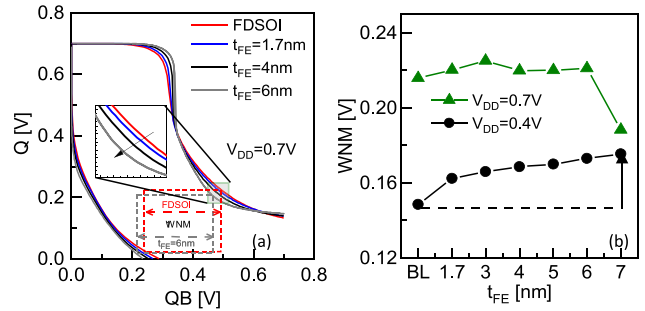 (a)
FDSOI
t_FE=1.7nm
t_FE=4nm
t_FE=6nm
V_DD=0.7V
FDSOI
WNM
t_FE=6nm
(a)
0.8
0.6
0.4
0.2
0.0
0.0 0.2 0.4 0.6 0.8
Q [V]
QB [V]
(b)
0.24
0.20
0.16
0.12
WNM [V]
V_DD=0.7V
V_DD=0.4V
(b)
BL 1.7 3 4 5 6 7
t_FE [nm]